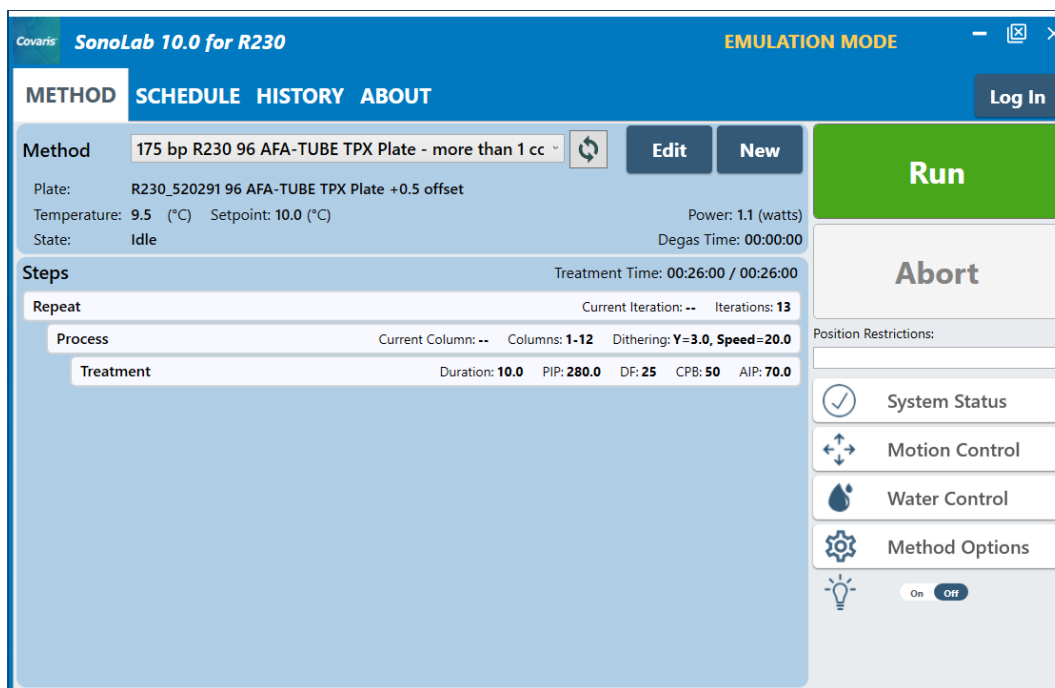 Covaris SonoLab 10.0 for R230 EMULATION MODE
METHOD SCHEDULE HISTORY ABOUT Log In
Method 175 bp R230 96 AFA-TUBE TPX Plate - more than 1 cc Edit New
Plate: R230_520291 96 AFA-TUBE TPX Plate +0.5 offset
Temperature: 9.5 (°C) Setpoint: 10.0 (°C) Power: 1.1 (watts)
State: Idle Degas Time: 00:00:00
Steps Treatment Time: 00:26:00 / 00:26:00
Repeat Current Iteration: -- Iterations: 13
Process Current Column: -- Columns: 1-12 Dithering: Y=3.0, Speed=20.0
Treatment Duration: 10.0 PIP: 280.0 DF: 25 CPB: 50 AIP: 70.0
Run
Abort
Position Restrictions:
System Status
Motion Control
Water Control
Method Options
On Off